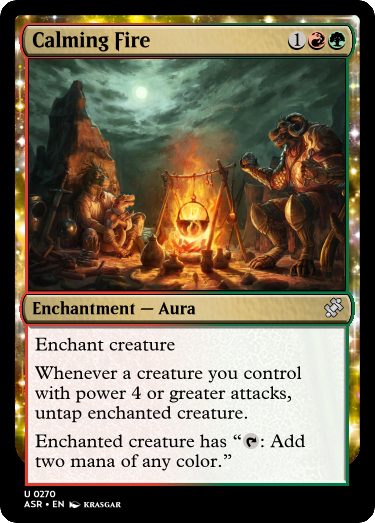 Calming Fire 1
Enchantment — Aura
Enchant creature
Whenever a creature you control
with power 4 or greater attacks,
untap enchanted creature.
Enchanted creature has “: Add
two mana of any color.”
U 0270
ASR • EN KRASGAR